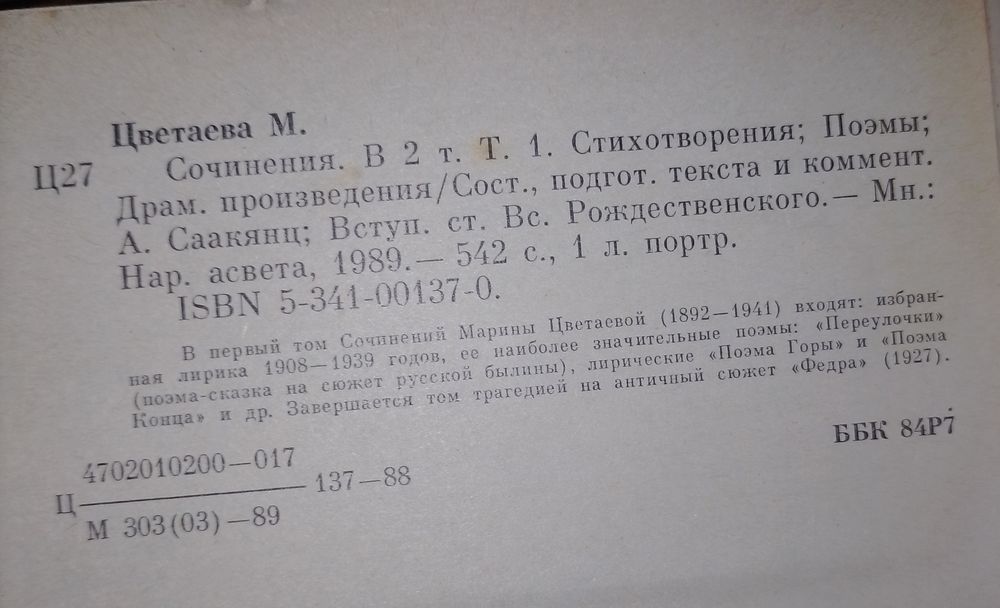 Цветаева М.
Ц27 Сочинения. В 2 т. Т. 1. Стихотворения; Поэмы;
Драм. произведения/Сост., подгот. текста и коммент.
А. Саакянц; Вступ. ст. Вс. Рождественского.— Мн.:
Нар. асвета, 1989.— 542 с., 1 л. портр.
ISBN 5-341-00137-0.
В первый том Сочинений Марины Цветаевой (1892—1941) входят: избран-
ная лирика 1908—1939 годов, ее наиболее значительные поэмы: «Переулочки»
(поэма-сказка на сюжет русской былины), лирические «Поэма Горы» и «Поэма
Конца» и др. Завершается том трагедией на античный сюжет «Федра» (1927).
4702010200—017
Ц 137—88
М 303(03)—89
ББК 84Р7